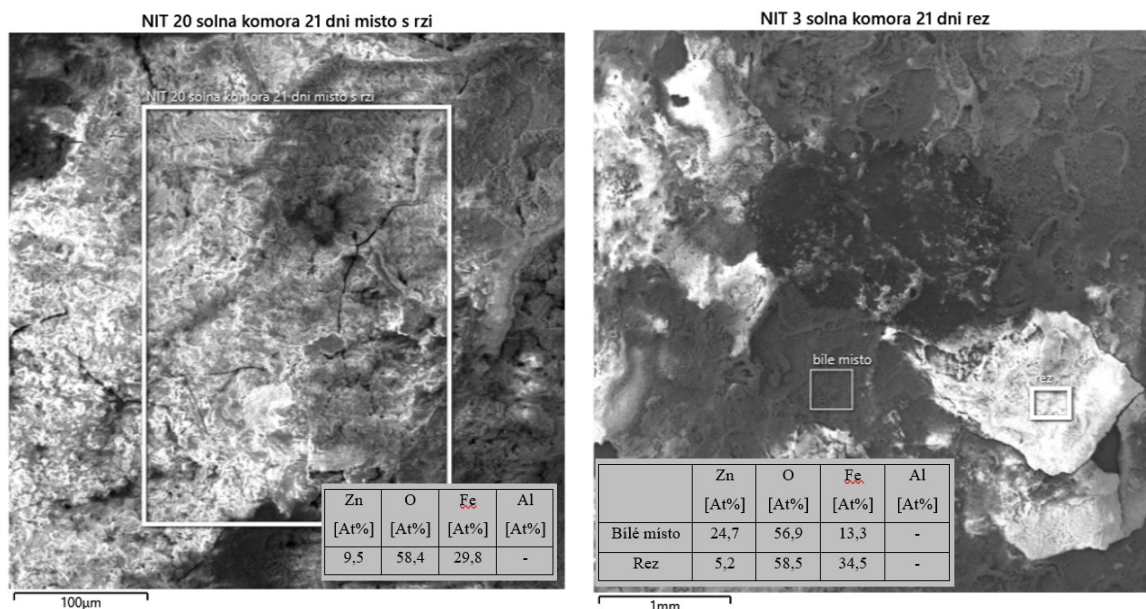 NIT 20 solna komora 21 dni misto s rzi
NIT 20 solna komora 21 dni misto s rzi
Zn O Fe Al
[At%] [At%] [At%] [At%]
9,5 58,4 29,8 -
100µm
NIT 3 solna komora 21 dni rez
bile misto
rez
Zn O Fe Al
[At%] [At%] [At%] [At%]
Bílé místo 24,7 56,9 13,3 -
Rez 5,2 58,5 34,5 -
1mm